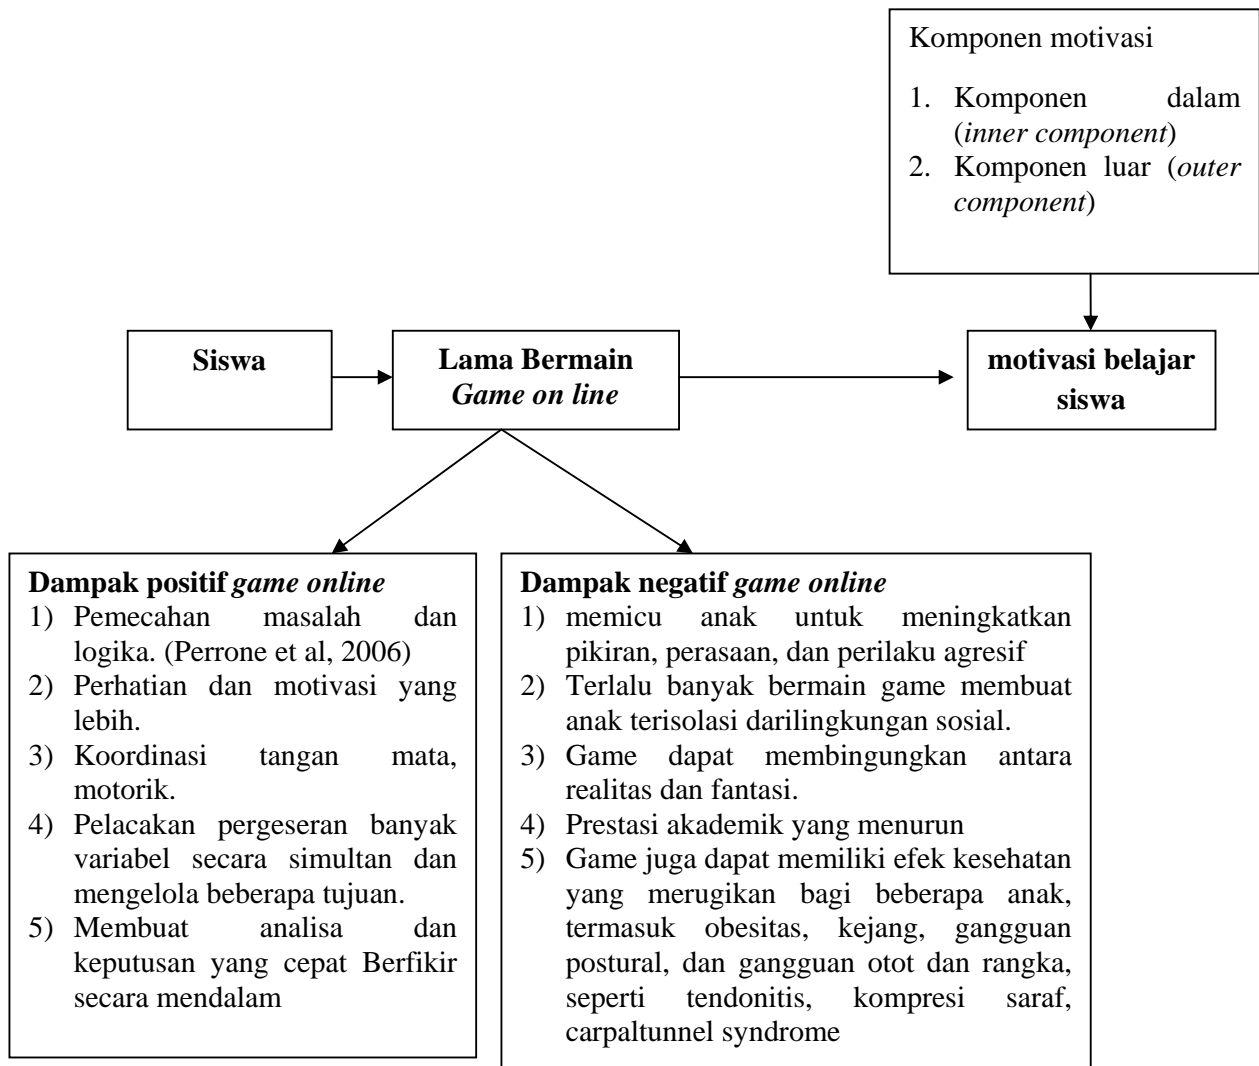 Komponen motivasi
1. Komponen dalam
(inner component)
2. Komponen luar (outer
component)
Siswa
Lama Bermain
Game on line
motivasi belajar
siswa
Dampak positif game online
1) Pemecahan masalah dan
logika. (Perrone et al, 2006)
2) Perhatian dan motivasi yang
lebih.
3) Koordinasi tangan mata,
motorik.
4) Pelacakan pergeseran banyak
variabel secara simultan dan
mengelola beberapa tujuan.
5) Membuat analisa dan
keputusan yang cepat Berfikir
secara mendalam
Dampak negatif game online
1) memicu anak untuk meningkatkan
pikiran, perasaan, dan perilaku agresif
2) Terlalu banyak bermain game membuat
anak terisolasi darilingkungan sosial.
3) Game dapat membingungkan antara
realitas dan fantasi.
4) Prestasi akademik yang menurun
5) Game juga dapat memiliki efek kesehatan
yang merugikan bagi beberapa anak,
termasuk obesitas, kejang, gangguan
postural, dan gangguan otot dan rangka,
seperti tendonitis, kompresi saraf,
carpaltunnel syndrome